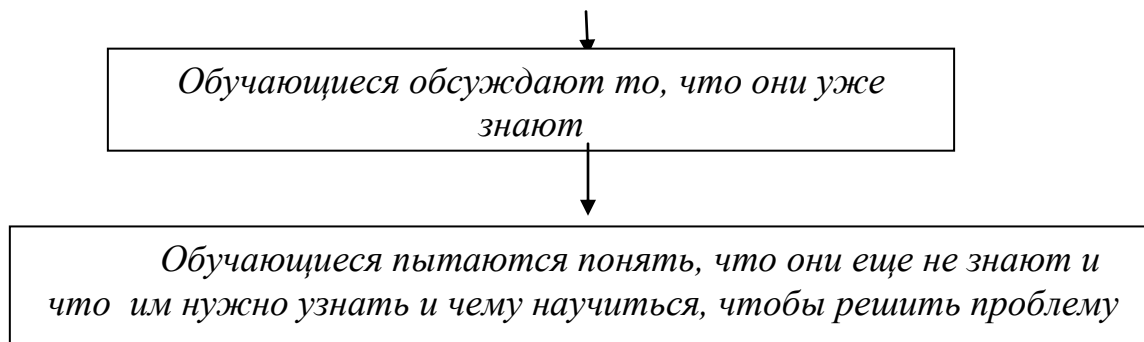 Обучающиеся обсуждают то, что они уже
знают
Обучающиеся пытаются понять, что они еще не знают и
что им нужно узнать и чему научиться, чтобы решить проблему